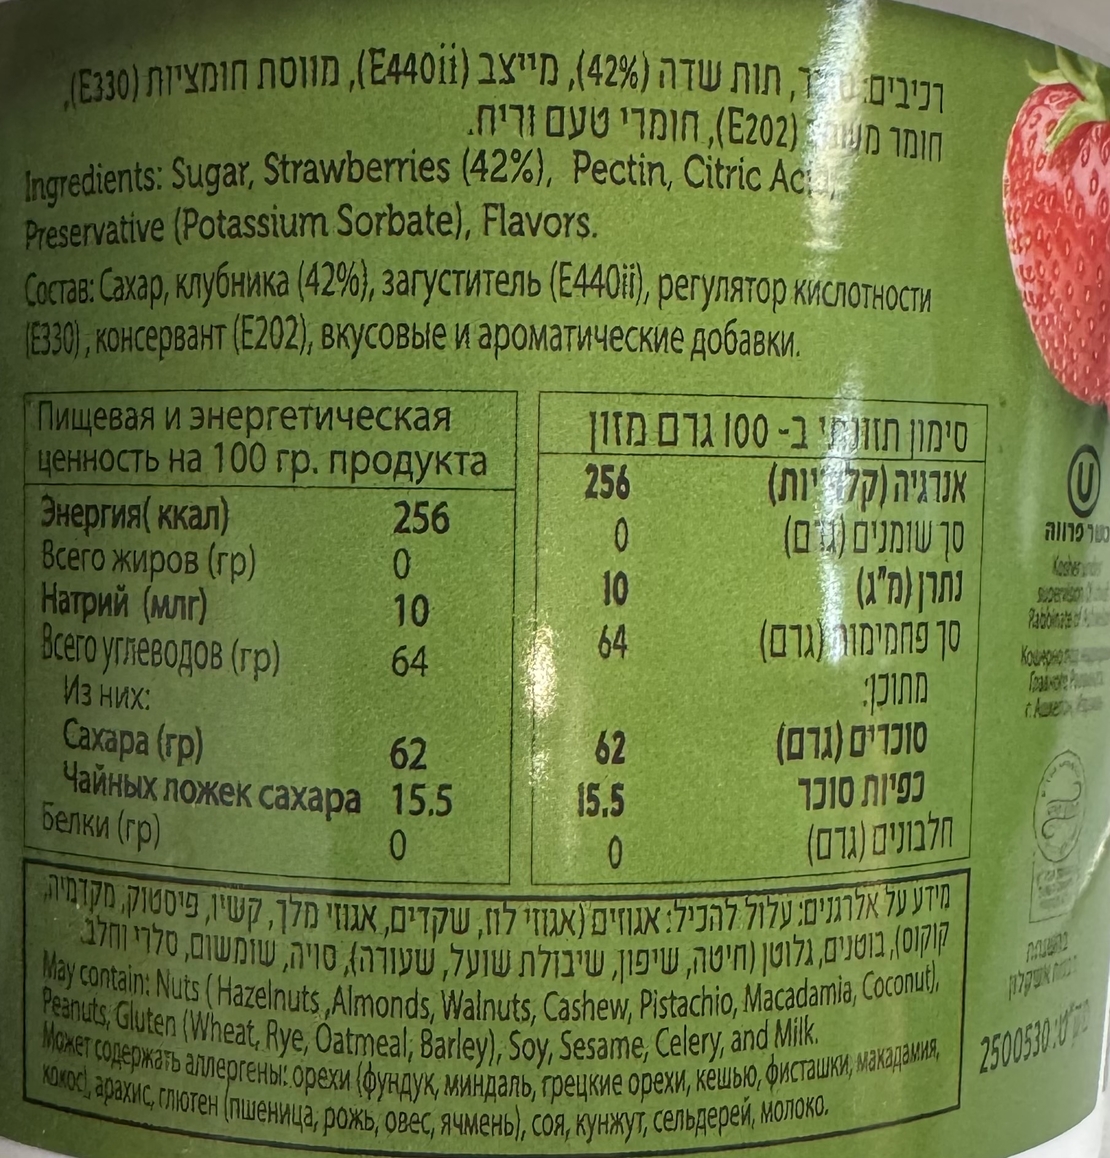 רכיבים: סוכר, תות שדה (42%), מייצב (E440ii), מווסת חומציות (E330),
חומר משמר (E202), חומרי טעם וריח.
Ingredients: Sugar, Strawberries (42%), Pectin, Citric Acid,
Preservative (Potassium Sorbate), Flavors.
Состав: Сахар, клубника (42%), загуститель (E440ii), регулятор кислотности
(E330), консервант (E202), вкусовые и ароматические добавки.
Пищевая и энергетическая
ценность на 100 гр. продукта
Энергия( ккал) 256
Всего жиров (гр) 0
Натрий (млг) 10
Всего углеводов (гр) 64
Из них:
Сахара (гр) 62
Чайных ложек сахара 15.5
Белки (гр) 0
סימון תזונתי ב- 100 גרם מזון
אנרגיה (קלוריות) 256
סך שומנים (גרם) 0
נתרן (מ"ג) 10
סך פחמימות (גרם) 64
מתוכן:
סוכרים (גרם) 62
כפיות סוכר 15.5
חלבונים (גרם) 0
מידע על אלרגנים: עלול להכיל: אגוזים (אגוזי לוז, שקדים, אגוזי מלך, קשיו, פיסטוק, מקדמיה,
קוקוס), בוטנים, גלוטן (חיטה, שיפון, שיבולת שועל, שעורה), סויה, שומשום, סלרי וחלב.
May contain: Nuts ( Hazelnuts ,Almonds, Walnuts, Cashew, Pistachio, Macadamia, Coconut),
Peanuts, Gluten (Wheat, Rye, Oatmeal, Barley), Soy, Sesame, Celery, and Milk.
Может содержать аллергены: орехи (фундук, миндаль, грецкие орехи, кешью, фисташки, макадамия,
кокос), арахис, глютен (пшеница, рожь, овес, ячмень), соя, кунжут, сельдерей, молоко.
U
כשר פרווה
Kosher under
supervision
Rabbinate of
Кошерно под
г. Ашкелон,
2500530